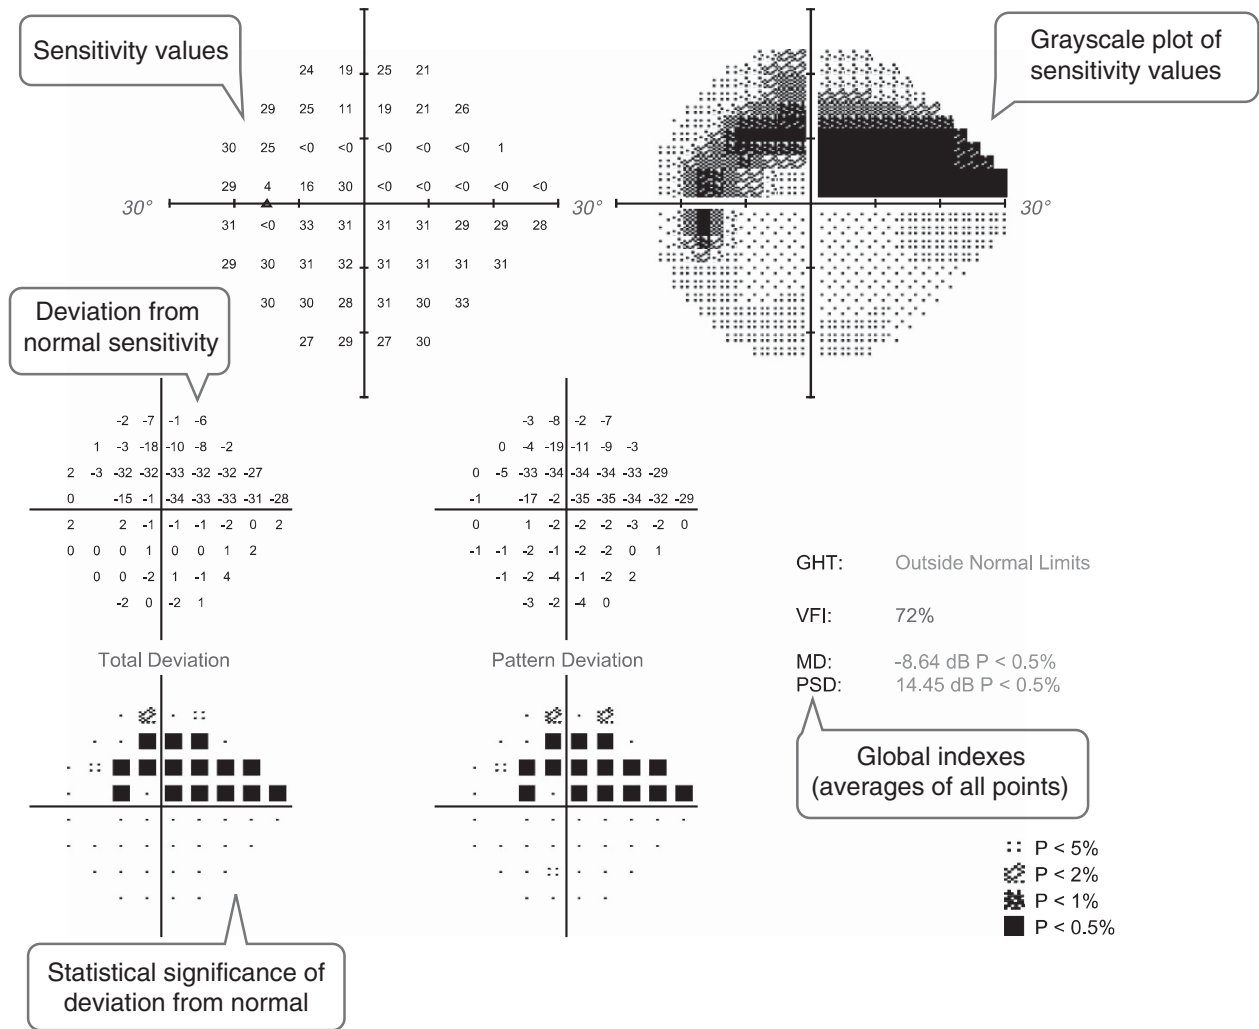 Sensitivity values
Grayscale plot of
sensitivity values
24 19 25 21
29 25 11 19 21 26
30 25 <0 <0 <0 <0 <0 1
29 4 16 30 <0 <0 <0 <0 <0
30° 30°
31 <0 33 31 31 31 29 29 28
29 30 31 32 31 31 31 31
30 30 28 31 30 33
27 29 27 30
30°
Deviation from
normal sensitivity
-2 -7 -1 -6
1 -3 -18 -10 -8 -2
2 -3 -32 -32 -33 -32 -32 -27
0 -15 -1 -34 -33 -33 -31 -28
2 2 -1 -1 -1 -2 0 2
0 0 0 1 0 0 1 2
0 0 -2 1 -1 4
-2 0 -2 1
Total Deviation
-3 -8 -2 -7
0 -4 -19 -11 -9 -3
0 -5 -33 -34 -34 -34 -33 -29
-1 -17 -2 -35 -35 -34 -32 -29
0 1 -2 -2 -2 -3 -2 0
-1 -1 -2 -1 -2 -2 0 1
-1 -2 -4 -1 -2 2
-3 -2 -4 0
Pattern Deviation
GHT: Outside Normal Limits
VFI: 72%
MD: -8.64 dB P < 0.5%
PSD: 14.45 dB P < 0.5%
Global indexes
(averages of all points)
P < 5%
P < 2%
P < 1%
P < 0.5%
Statistical significance of
deviation from normal